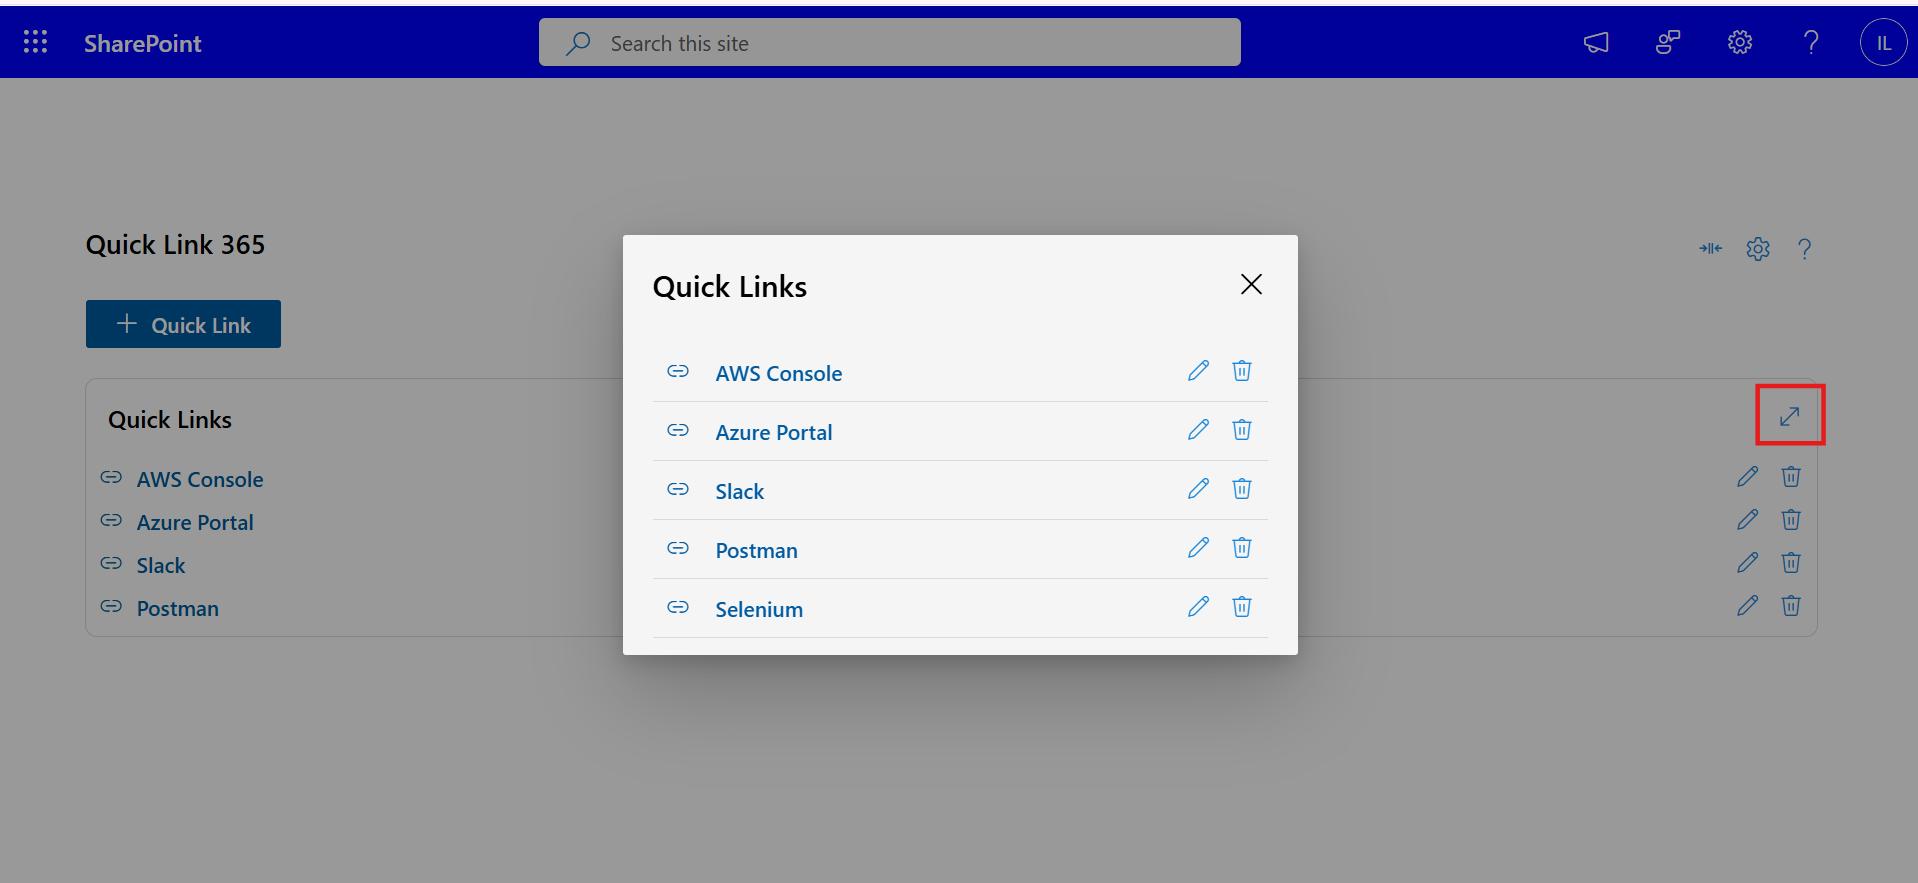 SharePoint
Search this site
IL
Quick Link 365
Quick Link
Quick Links
AWS Console
Azure Portal
Slack
Postman
Quick Links
AWS Console
Azure Portal
Slack
Postman
Selenium